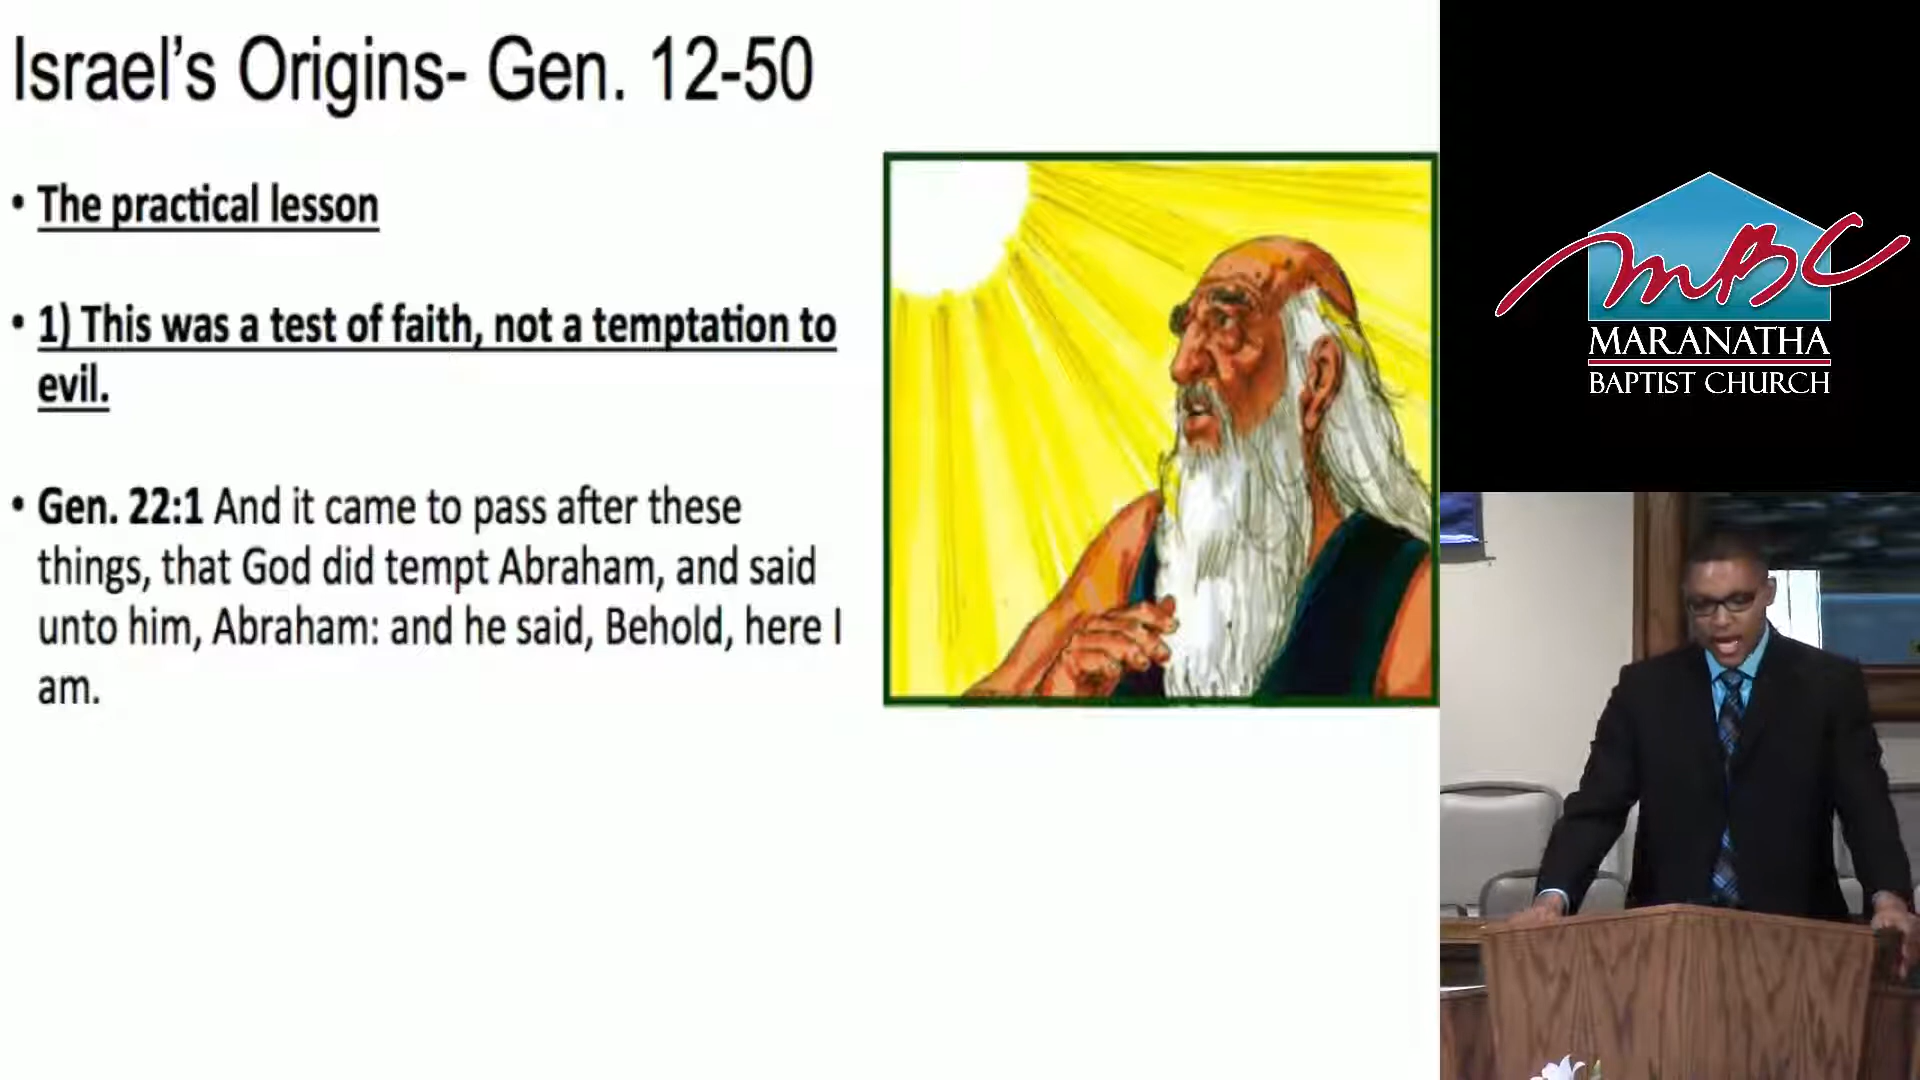 Israel’s Origins- Gen. 12-50
• The practical lesson
• 1) This was a test of faith, not a temptation to
evil.
• Gen. 22:1 And it came to pass after these
things, that God did tempt Abraham, and said
unto him, Abraham: and he said, Behold, here I
am.
MBC
MARANATHA
BAPTIST CHURCH